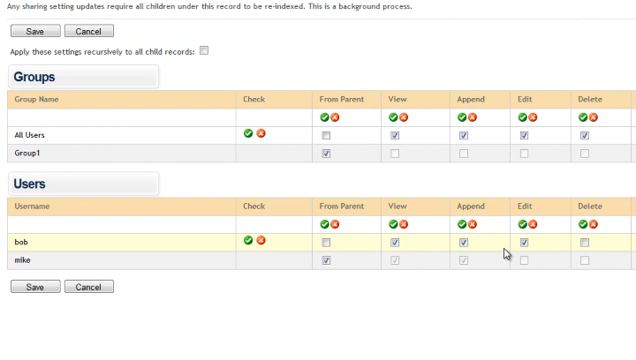 Any sharing setting updates require all children under this record to be re-indexed. This is a background process.
Save Cancel
Apply these settings recursively to all child records:
Groups
Group Name Check From Parent View Append Edit Delete
All Users
Group1
Users
Username Check From Parent View Append Edit Delete
bob
mike
Save Cancel